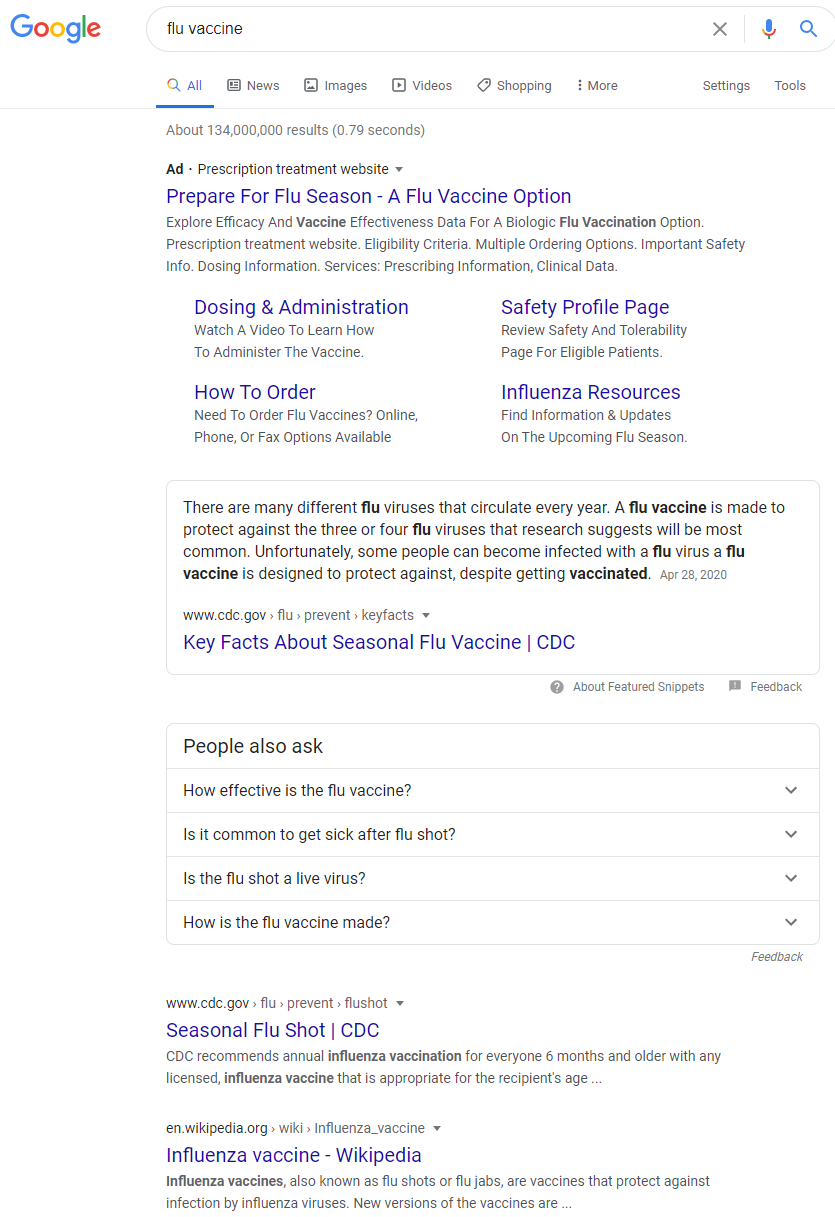 Google
flu vaccine
All News Images Videos Shopping More Settings Tools
About 134,000,000 results (0.79 seconds)
Ad · Prescription treatment website
Prepare For Flu Season - A Flu Vaccine Option
Explore Efficacy And Vaccine Effectiveness Data For A Biologic Flu Vaccination Option.
Prescription treatment website. Eligibility Criteria. Multiple Ordering Options. Important Safety
Info. Dosing Information. Services: Prescribing Information, Clinical Data.
Dosing & Administration
Watch A Video To Learn How
To Administer The Vaccine.
Safety Profile Page
Review Safety And Tolerability
Page For Eligible Patients.
How To Order
Need To Order Flu Vaccines? Online,
Phone, Or Fax Options Available
Influenza Resources
Find Information & Updates
On The Upcoming Flu Season.
There are many different flu viruses that circulate every year. A flu vaccine is made to
protect against the three or four flu viruses that research suggests will be most
common. Unfortunately, some people can become infected with a flu virus a flu
vaccine is designed to protect against, despite getting vaccinated. Apr 28, 2020
www.cdc.gov › flu › prevent › keyfacts
Key Facts About Seasonal Flu Vaccine | CDC
About Featured Snippets Feedback
People also ask
How effective is the flu vaccine?
Is it common to get sick after flu shot?
Is the flu shot a live virus?
How is the flu vaccine made?
Feedback
www.cdc.gov › flu › prevent › flushot
Seasonal Flu Shot | CDC
CDC recommends annual influenza vaccination for everyone 6 months and older with any
licensed, influenza vaccine that is appropriate for the recipient's age ...
en.wikipedia.org › wiki › Influenza_vaccine
Influenza vaccine - Wikipedia
Influenza vaccines, also known as flu shots or flu jabs, are vaccines that protect against
infection by influenza viruses. New versions of the vaccines are ...